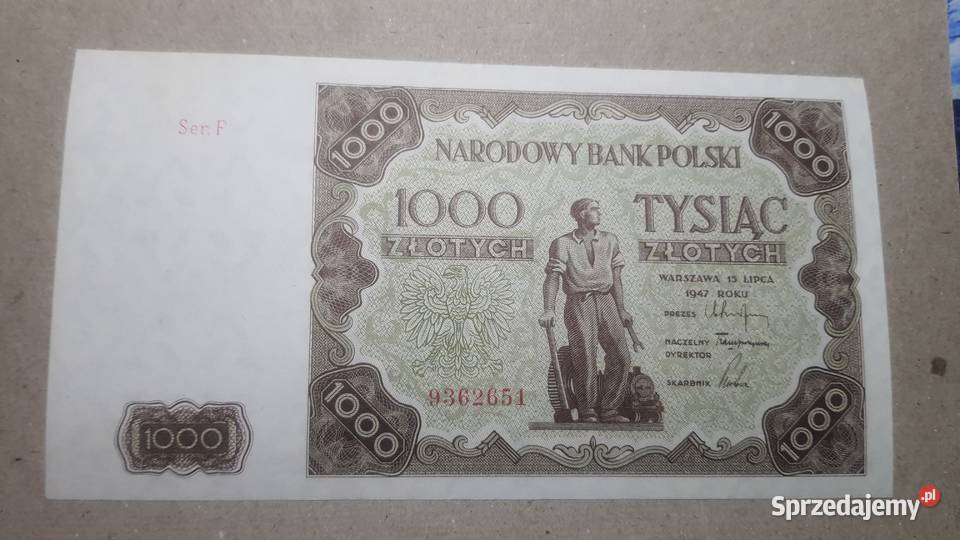 Ser. F
1000
1000
NARODOWY BANK POLSKI
1000 TYSIĄC
ZŁOTYCH ZŁOTYCH
WARSZAWA 15 LIPCA
1947 ROKU
PREZES
NACZELNY
DYREKTOR
SKARBNIK
9362651
1000
1000
1000
Sprzedajemy.pl